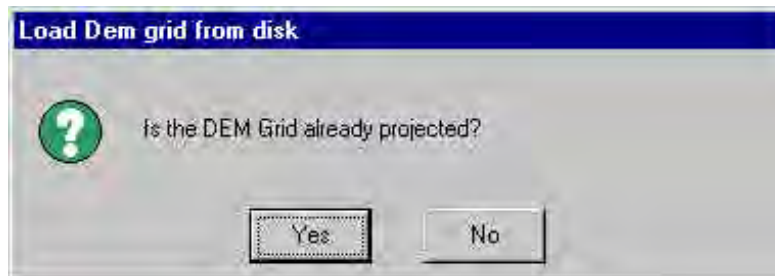 Load Dem grid from disk
Is the DEM Grid already projected?
Yes
No